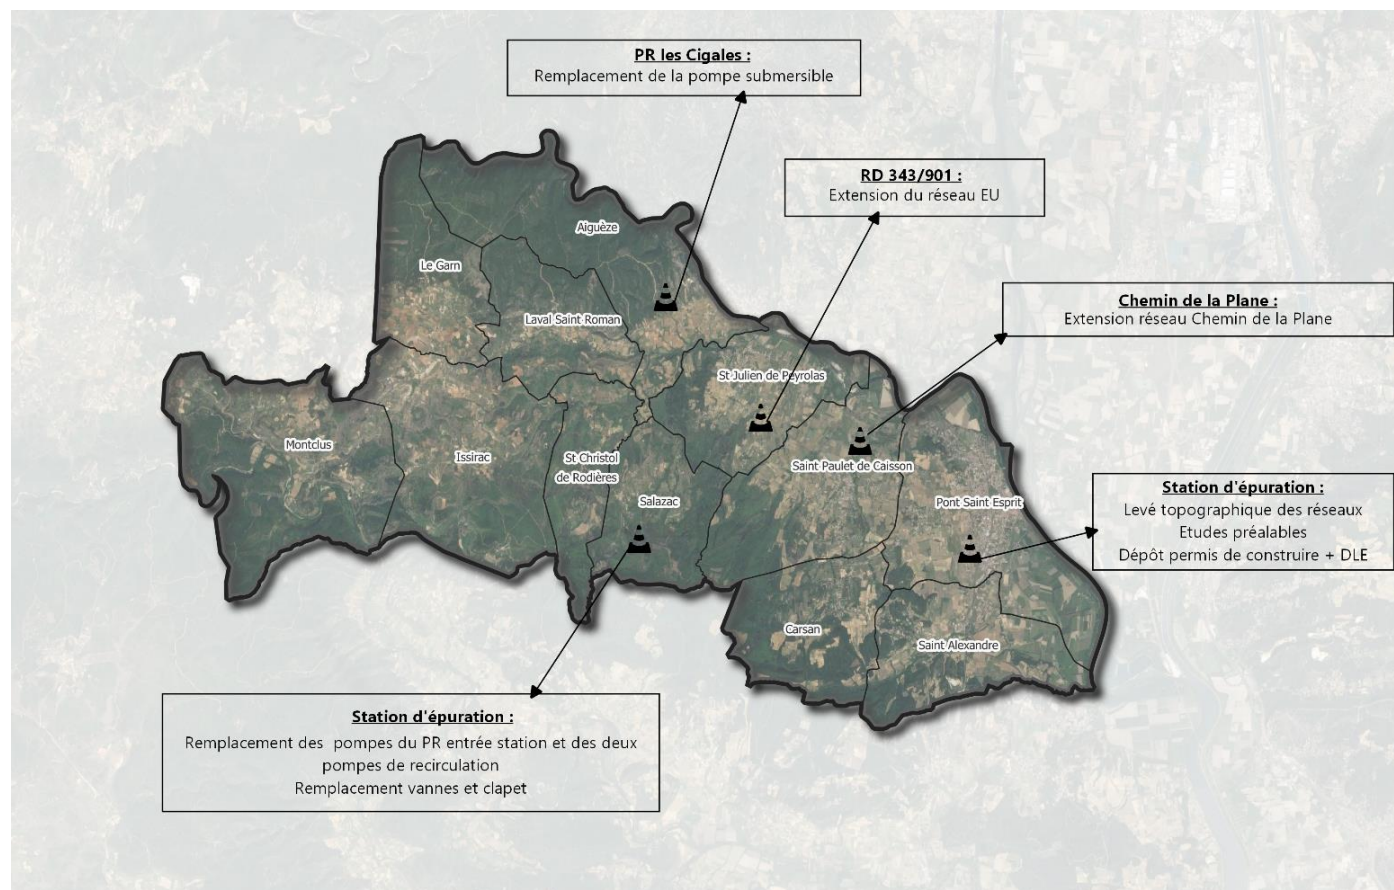 PR les Cigales :
Remplacement de la pompe submersible
RD 343/901 :
Extension du réseau EU
Aiguèze
Le Garn
Chemin de la Plane :
Extension réseau Chemin de la Plane
Laval Saint Roman
St Julien de Peyrolas
Montclus
Issirac
St Christol
de Rodières
Saint Paulet de Caisson
Salazac
Pont Saint Esprit
Station d'épuration :
Levé topographique des réseaux
Etudes préalables
Dépôt permis de construire + DLE
Carsan
Saint Alexandre
Station d'épuration :
Remplacement des pompes du PR entrée station et des deux
pompes de recirculation
Remplacement vannes et clapet